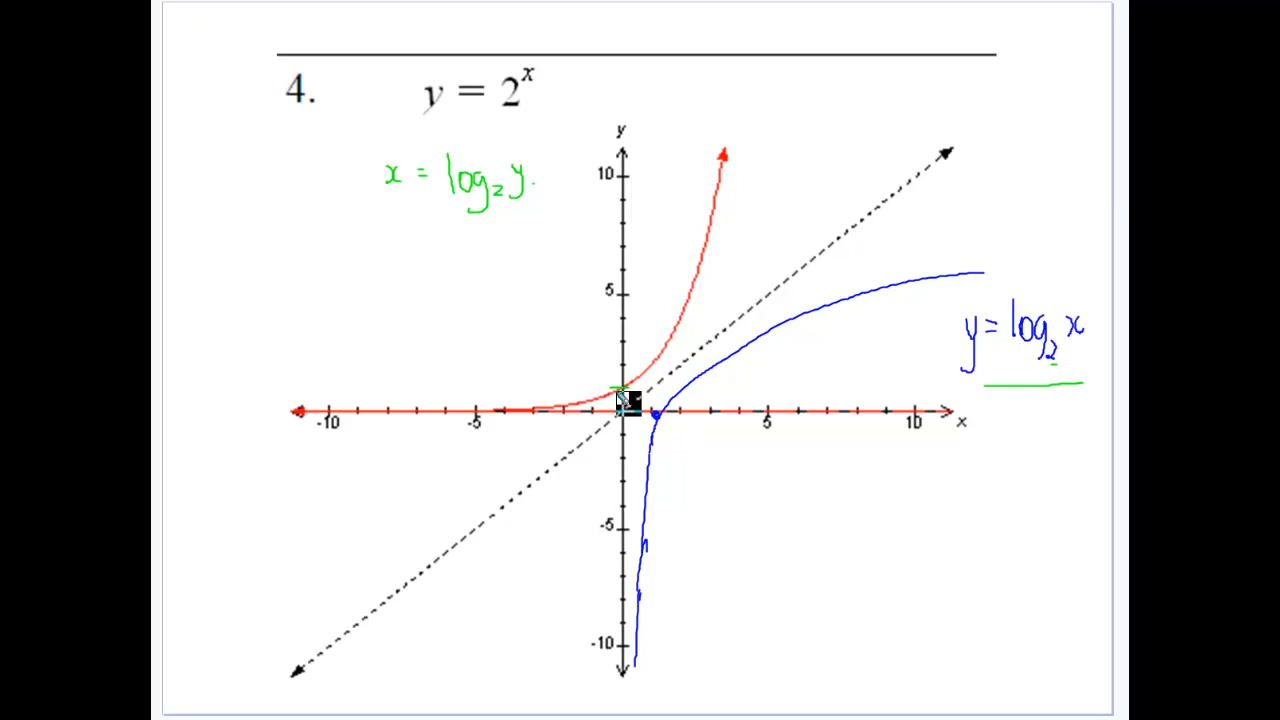 4. y = 2^x
x = log₂ y.
y
10
5
y = log₂ x
-10 -5 5 10 x
-5
-10